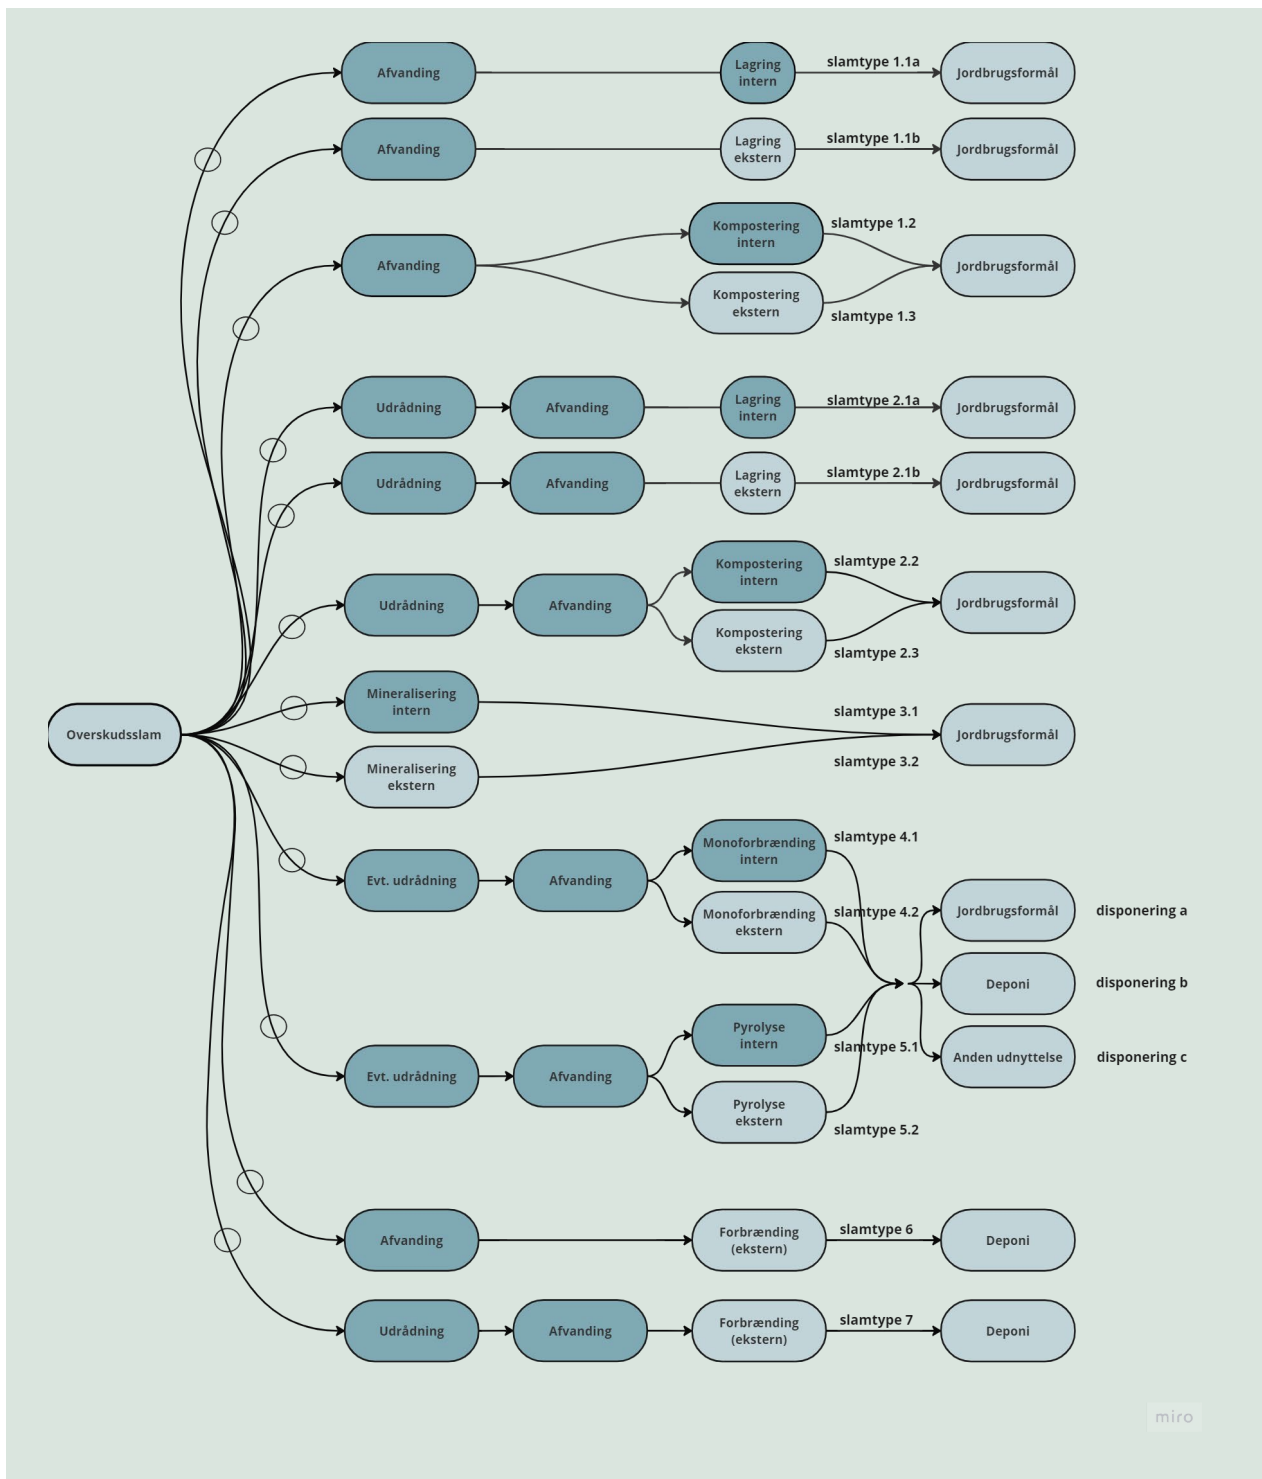 Afvanding
Lagring
intern
slamtype 1.1a
Jordbrugsformål
Afvanding
Lagring
ekstern
slamtype 1.1b
Jordbrugsformål
Afvanding
Kompostering
intern
slamtype 1.2
Kompostering
ekstern
slamtype 1.3
Jordbrugsformål
Udrådning
Afvanding
Lagring
intern
slamtype 2.1a
Jordbrugsformål
Udrådning
Afvanding
Lagring
ekstern
slamtype 2.1b
Jordbrugsformål
Udrådning
Afvanding
Kompostering
intern
slamtype 2.2
Kompostering
ekstern
slamtype 2.3
Jordbrugsformål
Overskudsslam
Mineralisering
intern
slamtype 3.1
Mineralisering
ekstern
slamtype 3.2
Jordbrugsformål
Evt. udrådning
Afvanding
Monoforbrænding
intern
slamtype 4.1
Monoforbrænding
ekstern
slamtype 4.2
Jordbrugsformål
disponering a
Deponi
disponering b
Anden udnyttelse
disponering c
Evt. udrådning
Afvanding
Pyrolyse
intern
slamtype 5.1
Pyrolyse
ekstern
slamtype 5.2
Afvanding
Forbrænding
(ekstern)
slamtype 6
Deponi
Udrådning
Afvanding
Forbrænding
(ekstern)
slamtype 7
Deponi
miro